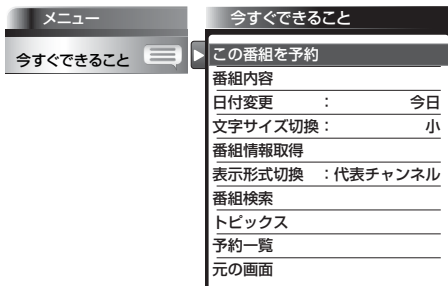 メニュー
今すぐできること
今すぐできること
この番組を予約
番組内容
日付変更 : 今日
文字サイズ切換 : 小
番組情報取得
表示形式切換 : 代表チャンネル
番組検索
トピックス
予約一覧
元の画面